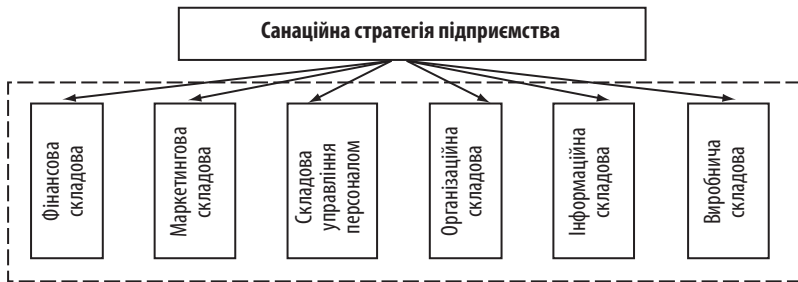 Санаційна стратегія підприємства
Фінансова
складова
Маркетингова
складова
Складова
управління
персоналом
Організаційна
складова
Інформаційна
складова
Виробнича
складова